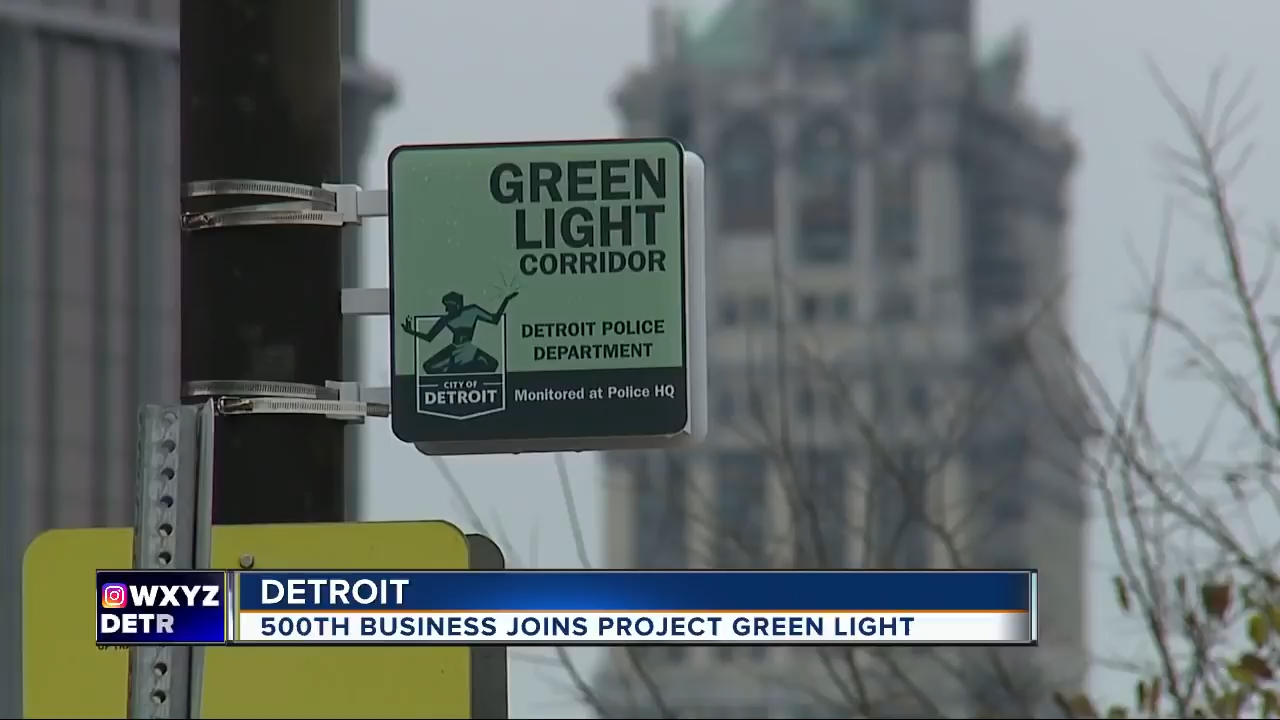 GREEN
LIGHT
CORRIDOR
DETROIT POLICE
DEPARTMENT
CITY OF
DETROIT
Monitored at Police HQ
WXYZ
DETR
DETROIT
500TH BUSINESS JOINS PROJECT GREEN LIGHT